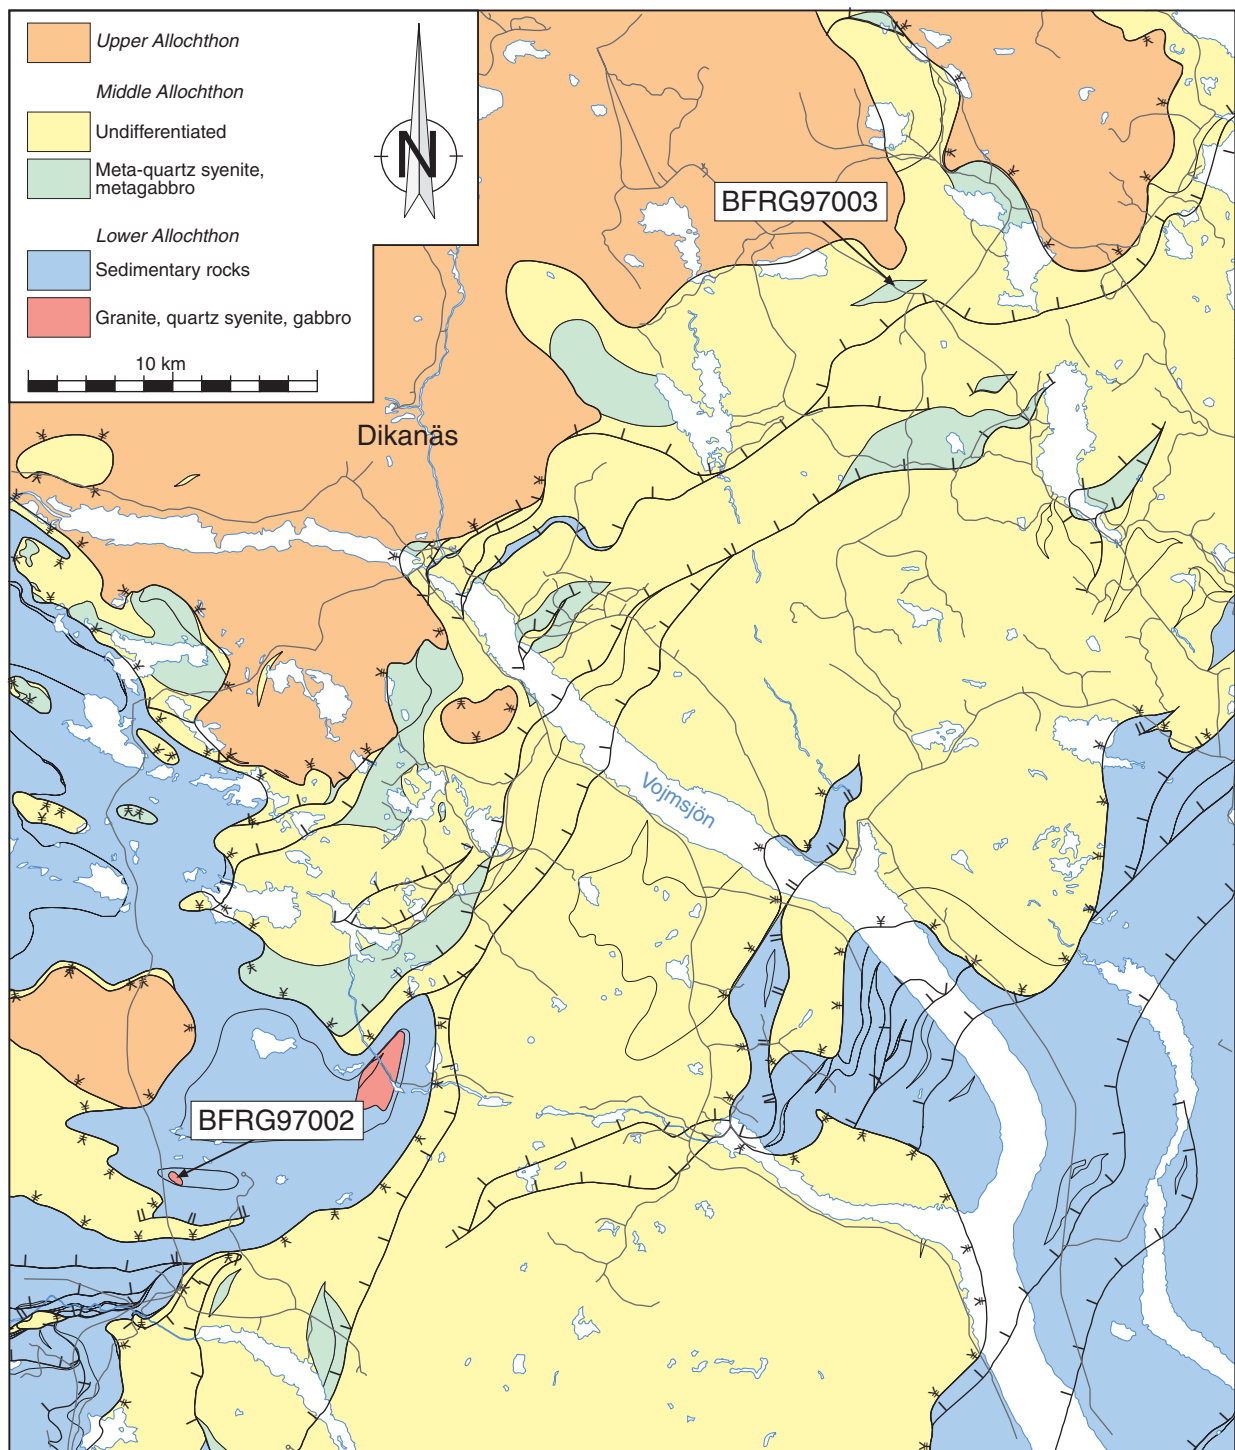 Upper Allochthon
Middle Allochthon
Undifferentiated
Meta-quartz syenite,
metagabbro
Lower Allochthon
Sedimentary rocks
Granite, quartz syenite, gabbro
10 km
N
BFRG97003
Dikanäs
Vojmsjön
BFRG97002